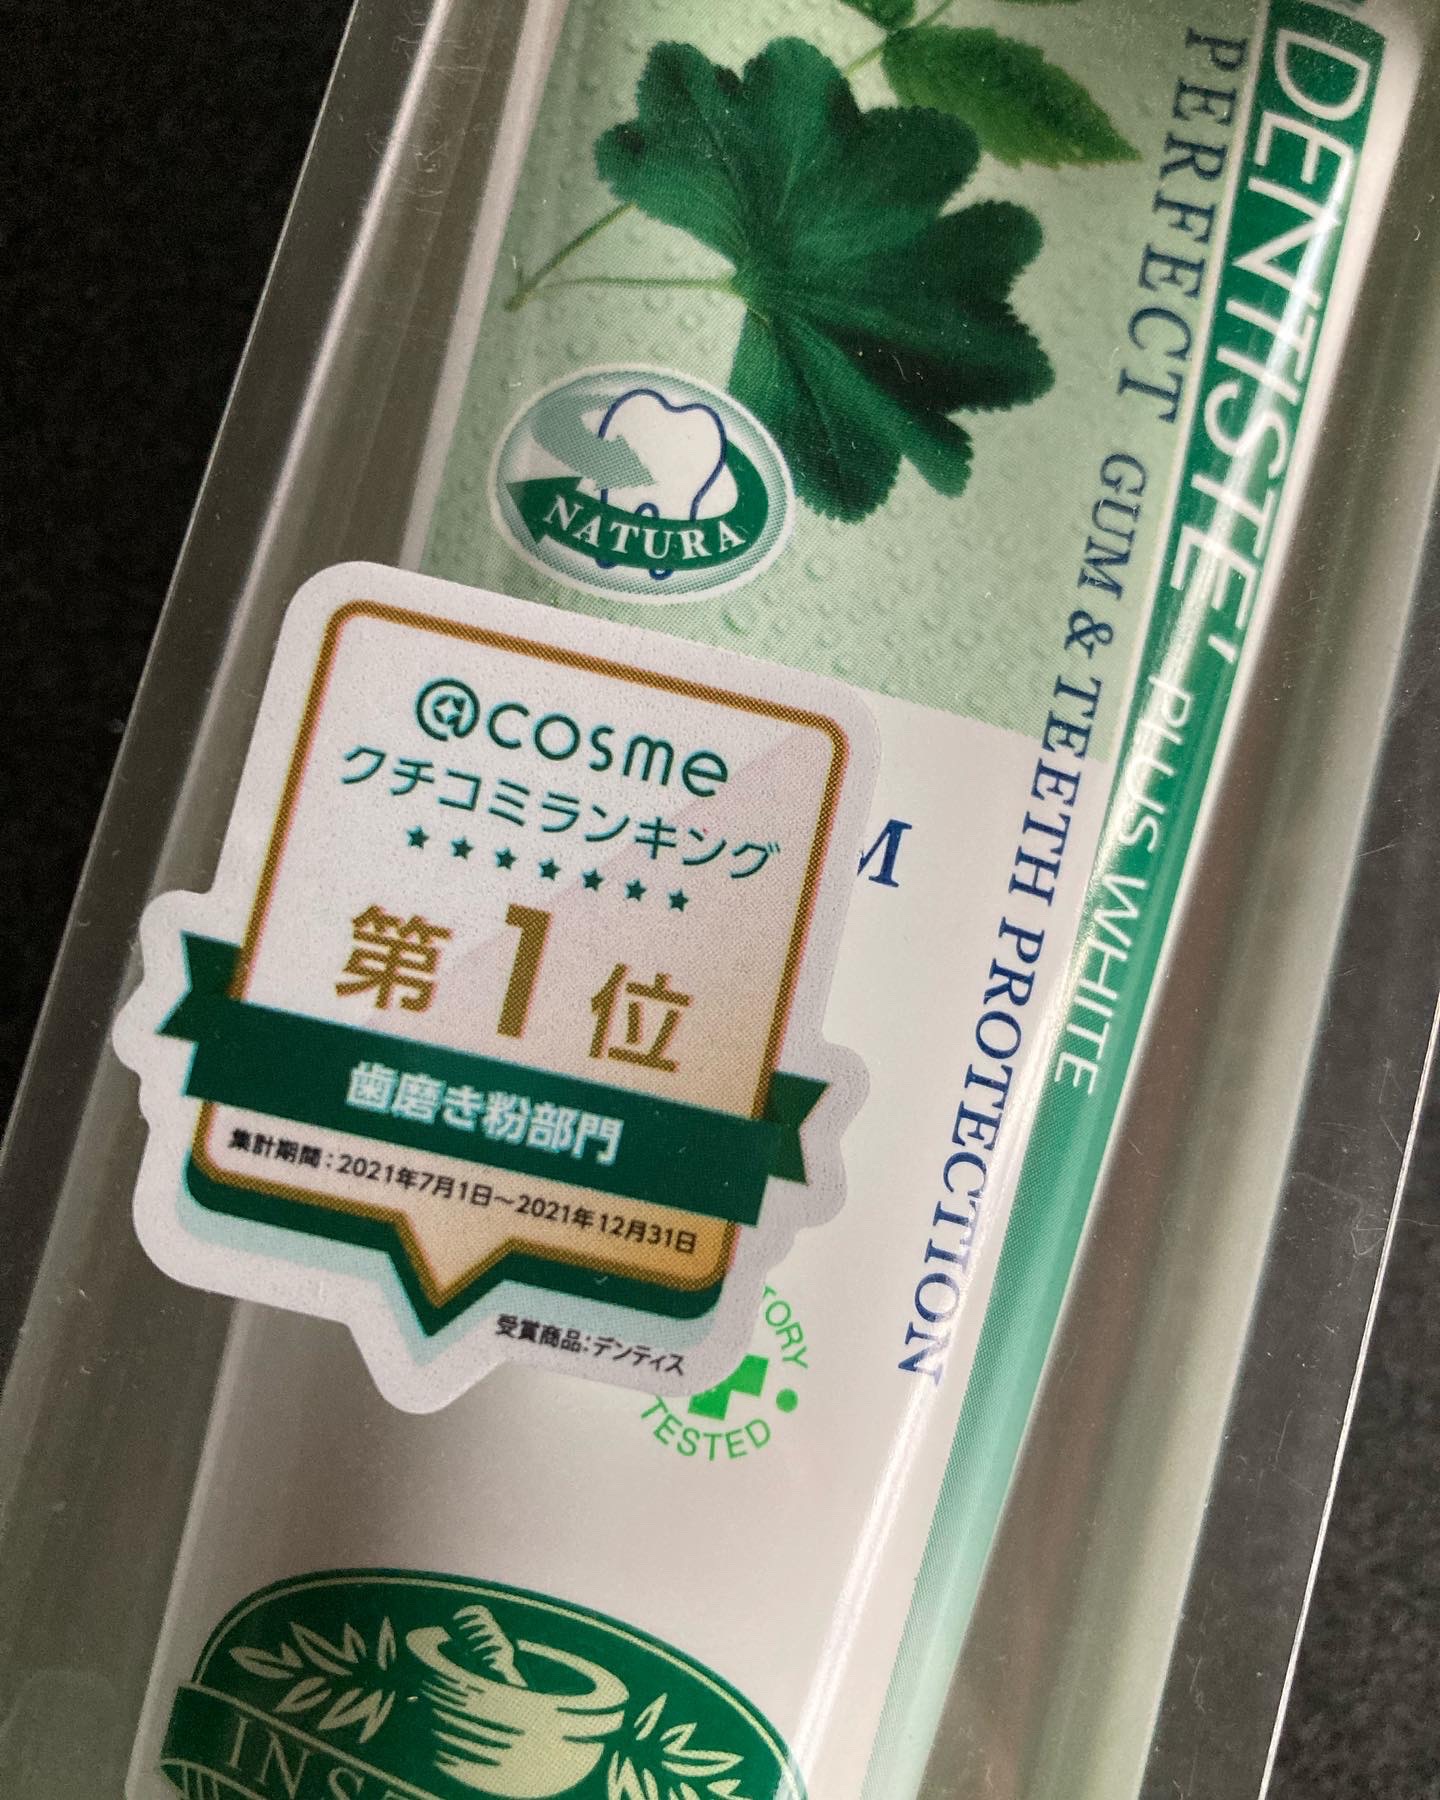 DENTISTE' PLUS WHITE
PERFECT GUM & TEETH PROTECTION
NATURA
@cosme
クチコミランキング
★★★★★★★
第1位
歯磨き粉部門
集計期間：2021年7月1日～2021年12月31日
受賞商品：デンティス
TESTED